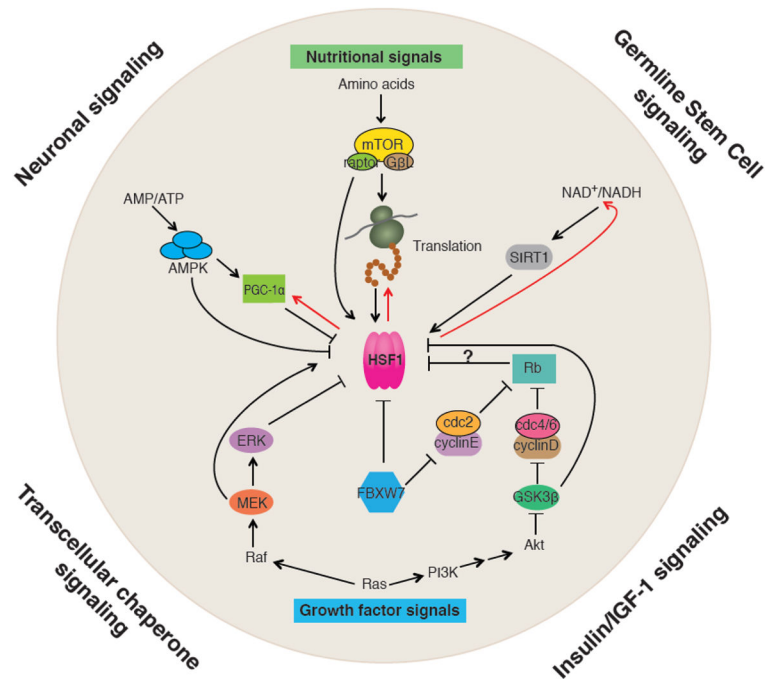 Neuronal signaling
Germline Stem Cell
signaling
Nutritional signals
Amino acids
mTOR
raptor
GβL
Translation
AMP/ATP
AMPK
PGC-1α
NAD+/NADH
SIRT1
HSF1
?
Rb
cdc2
cyclinE
cdc4/6
cyclinD
ERK
MEK
FBXW7
GSK3β
Raf
Akt
Ras
PI3K
Growth factor signals
Transcellular chaperone
signaling
Insulin/IGF-1 signaling